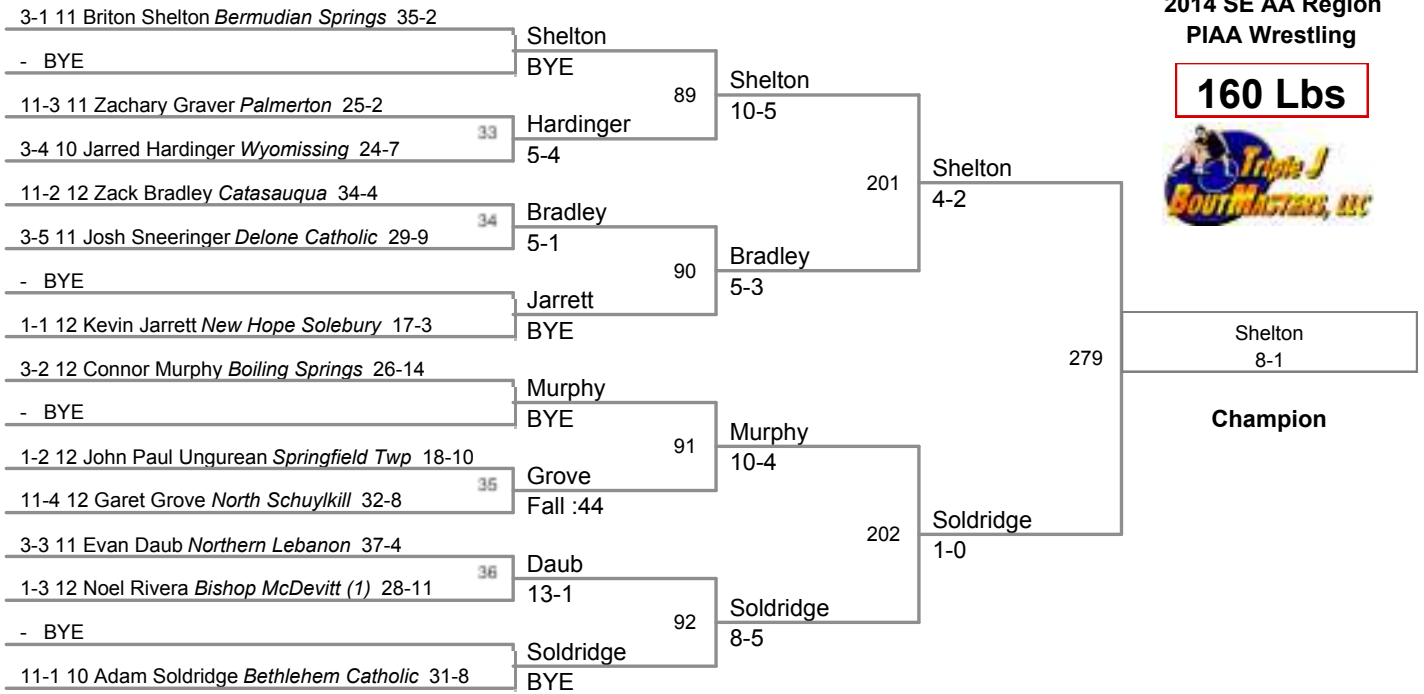 2014 SE AA Region
PIAA Wrestling
160 Lbs
Triple J
BoutMasters, LLC
3-1 11 Briton Shelton Bermudian Springs 35-2
Shelton
- BYE
BYE
89
Shelton
10-5
11-3 11 Zachary Graver Palmerton 25-2
33
Hardinger
3-4 10 Jarred Hardinger Wyomissing 24-7
5-4
201
Shelton
4-2
11-2 12 Zack Bradley Catasauqua 34-4
34
Bradley
3-5 11 Josh Sneeringer Delone Catholic 29-9
5-1
90
Bradley
5-3
- BYE
Jarrett
1-1 12 Kevin Jarrett New Hope Solebury 17-3
BYE
279
Shelton
8-1
Champion
3-2 12 Connor Murphy Boiling Springs 26-14
Murphy
- BYE
BYE
91
Murphy
10-4
1-2 12 John Paul Ungurean Springfield Twp 18-10
35
Grove
11-4 12 Garet Grove North Schuylkill 32-8
Fall :44
202
Soldridge
1-0
3-3 11 Evan Daub Northern Lebanon 37-4
36
Daub
1-3 12 Noel Rivera Bishop McDevitt (1) 28-11
13-1
92
Soldridge
8-5
- BYE
Soldridge
11-1 10 Adam Soldridge Bethlehem Catholic 31-8
BYE